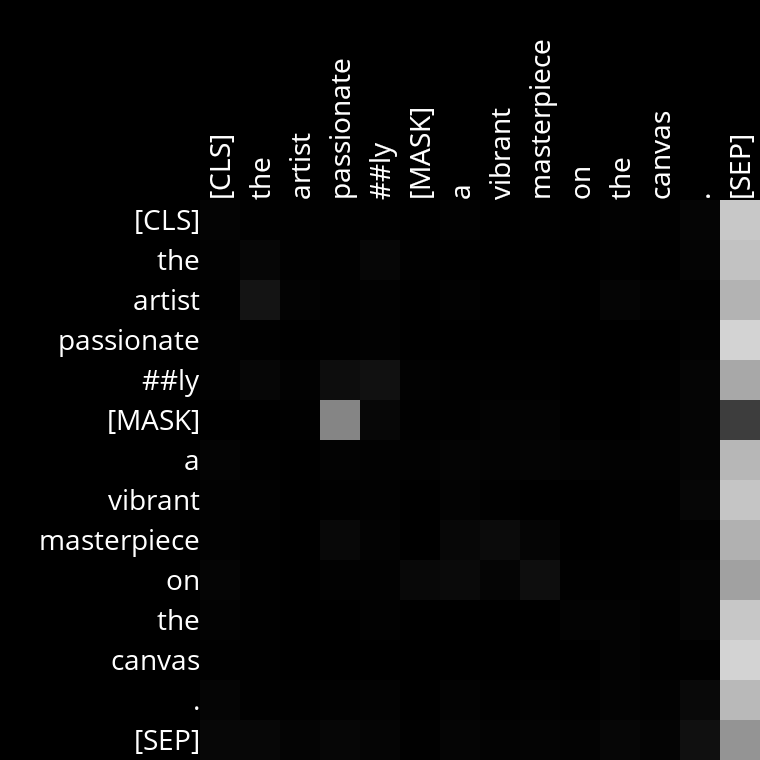 [CLS] the artist passionate ##ly [MASK] a vibrant masterpiece on the canvas . [SEP]
[CLS]
the
artist
passionate
##ly
[MASK]
a
vibrant
masterpiece
on
the
canvas
.
[SEP]